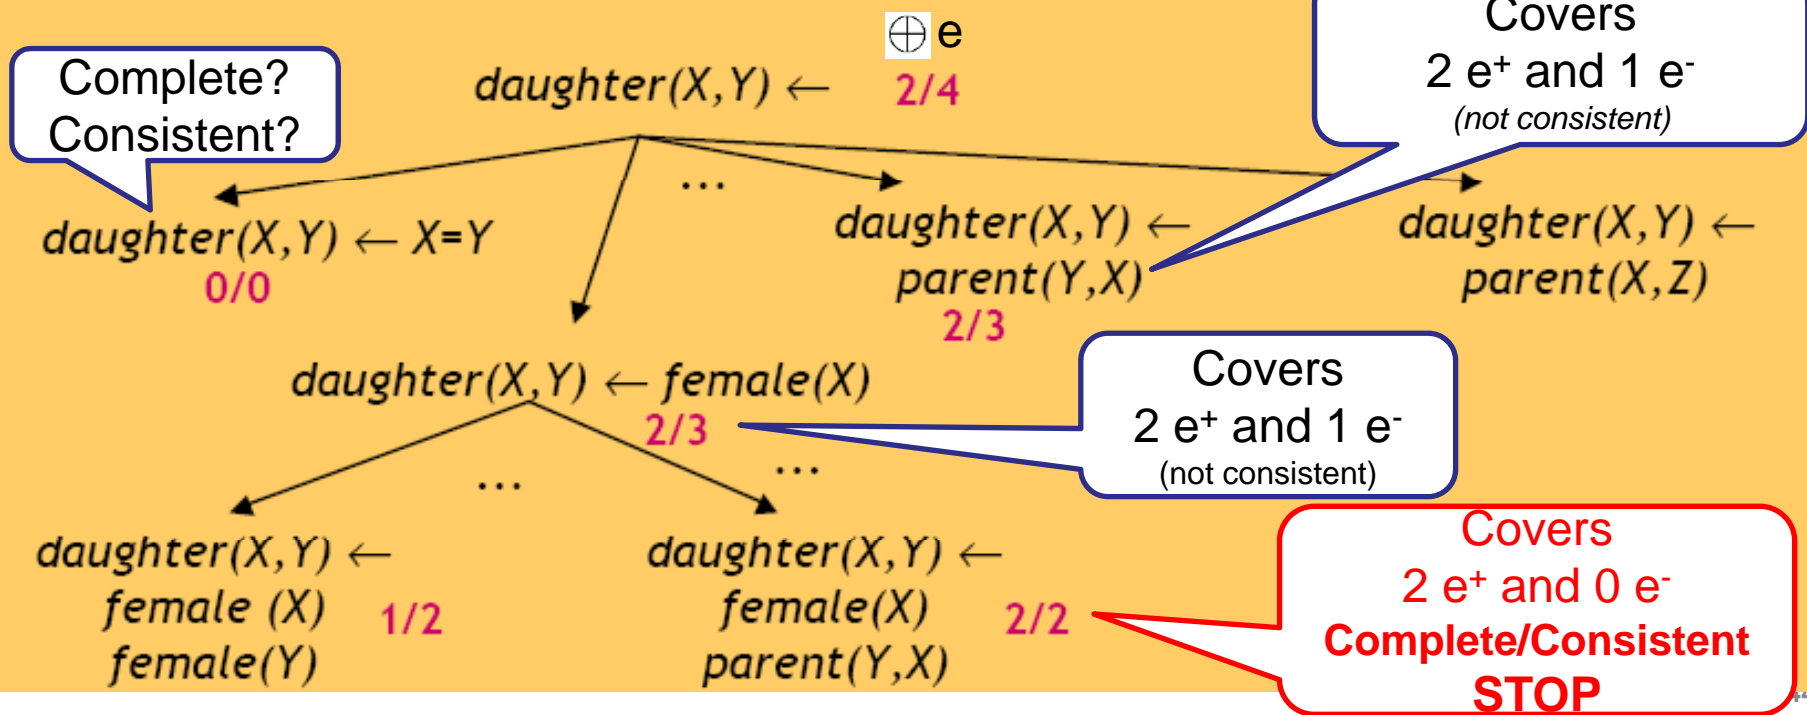 ⊕ e
daughter(X,Y) ← 2/4
Complete?
Consistent?
Covers
2 e⁺ and 1 e⁻
(not consistent)
...
daughter(X,Y) ← X=Y
0/0
daughter(X,Y) ←
parent(Y,X)
2/3
daughter(X,Y) ←
parent(X,Z)
daughter(X,Y) ← female(X)
2/3
Covers
2 e⁺ and 1 e⁻
(not consistent)
...
...
daughter(X,Y) ←
female (X) 1/2
female(Y)
daughter(X,Y) ←
female(X) 2/2
parent(Y,X)
Covers
2 e⁺ and 0 e⁻
Complete/Consistent
STOP